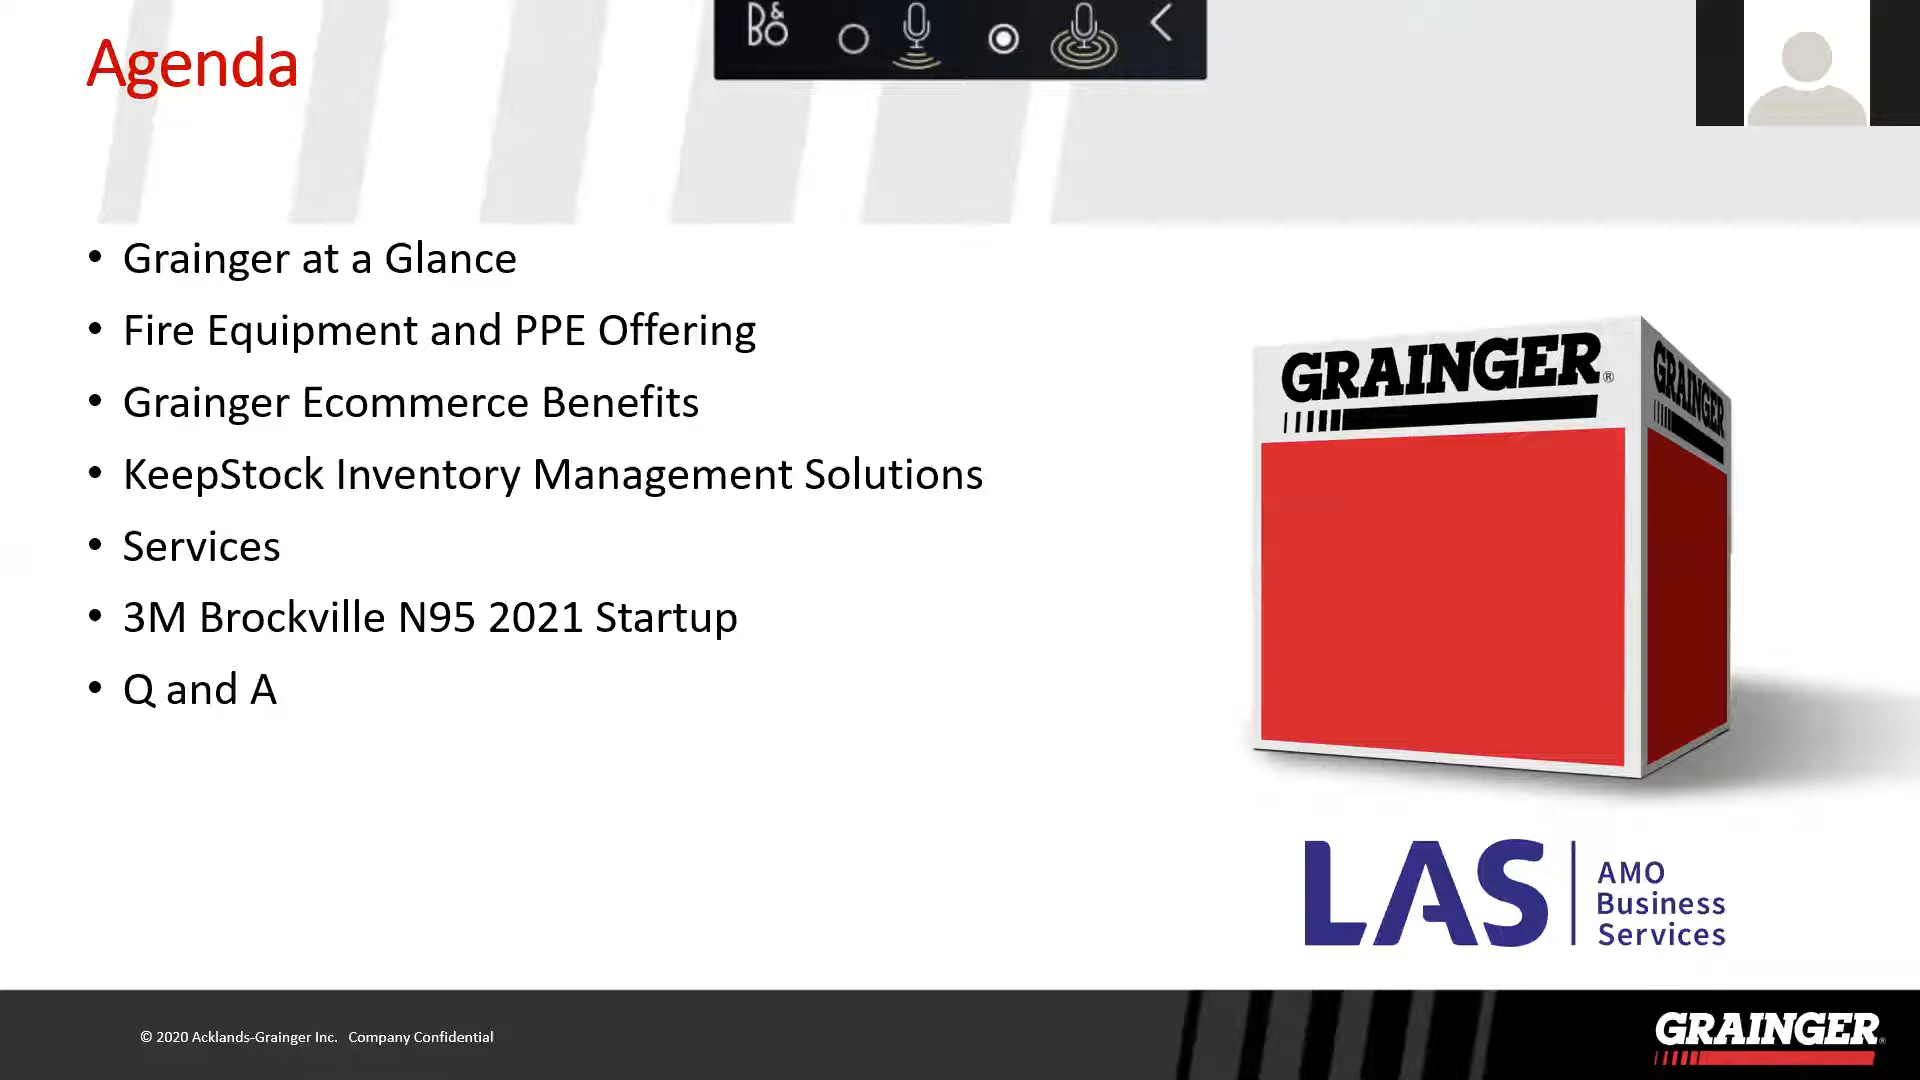 B&O
Agenda
• Grainger at a Glance
• Fire Equipment and PPE Offering
• Grainger Ecommerce Benefits
• KeepStock Inventory Management Solutions
• Services
• 3M Brockville N95 2021 Startup
• Q and A
GRAINGER®
GRAINGER
LAS
AMO
Business
Services
© 2020 Acklands-Grainger Inc. Company Confidential
GRAINGER®